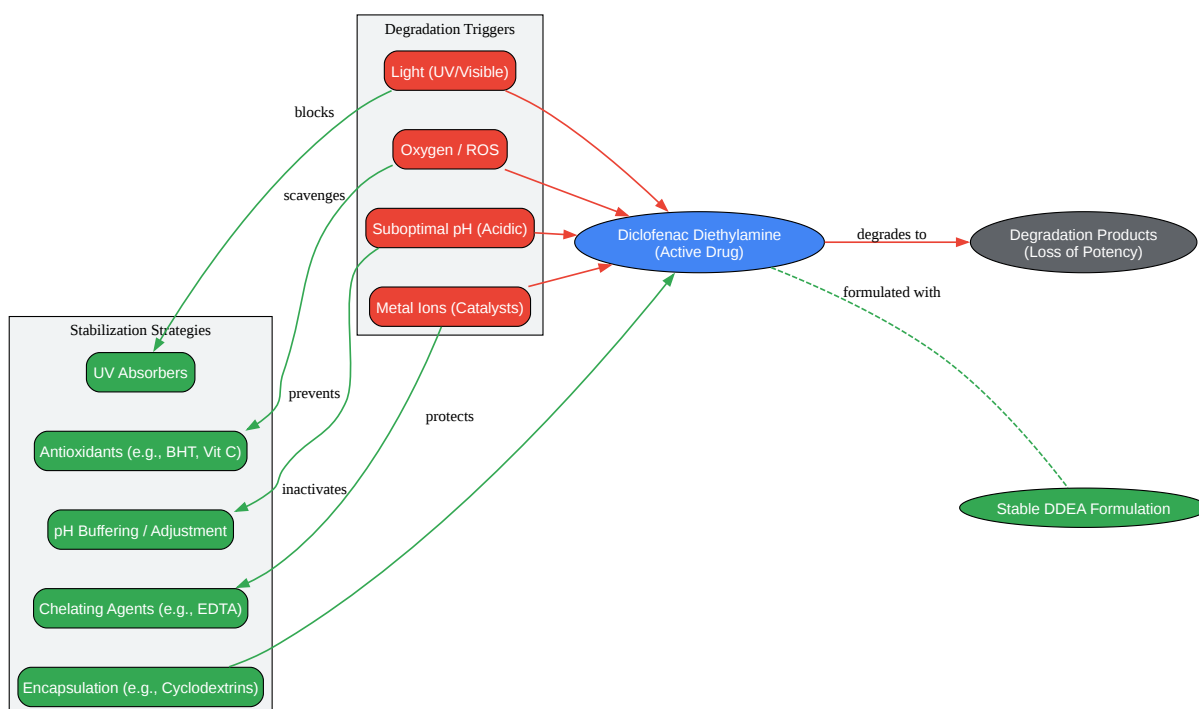 Degradation Triggers
Light (UV/Visible)
blocks
Oxygen / ROS
scavenges
Suboptimal pH (Acidic)
Diclofenac Diethylamine
(Active Drug)
degrades to
Degradation Products
(Loss of Potency)
Metal Ions (Catalysts)
formulated with
Stabilization Strategies
UV Absorbers
prevents
protects
Antioxidants (e.g., BHT, Vit C)
inactivates
Stable DDEA Formulation
pH Buffering / Adjustment
Chelating Agents (e.g., EDTA)
Encapsulation (e.g., Cyclodextrins)